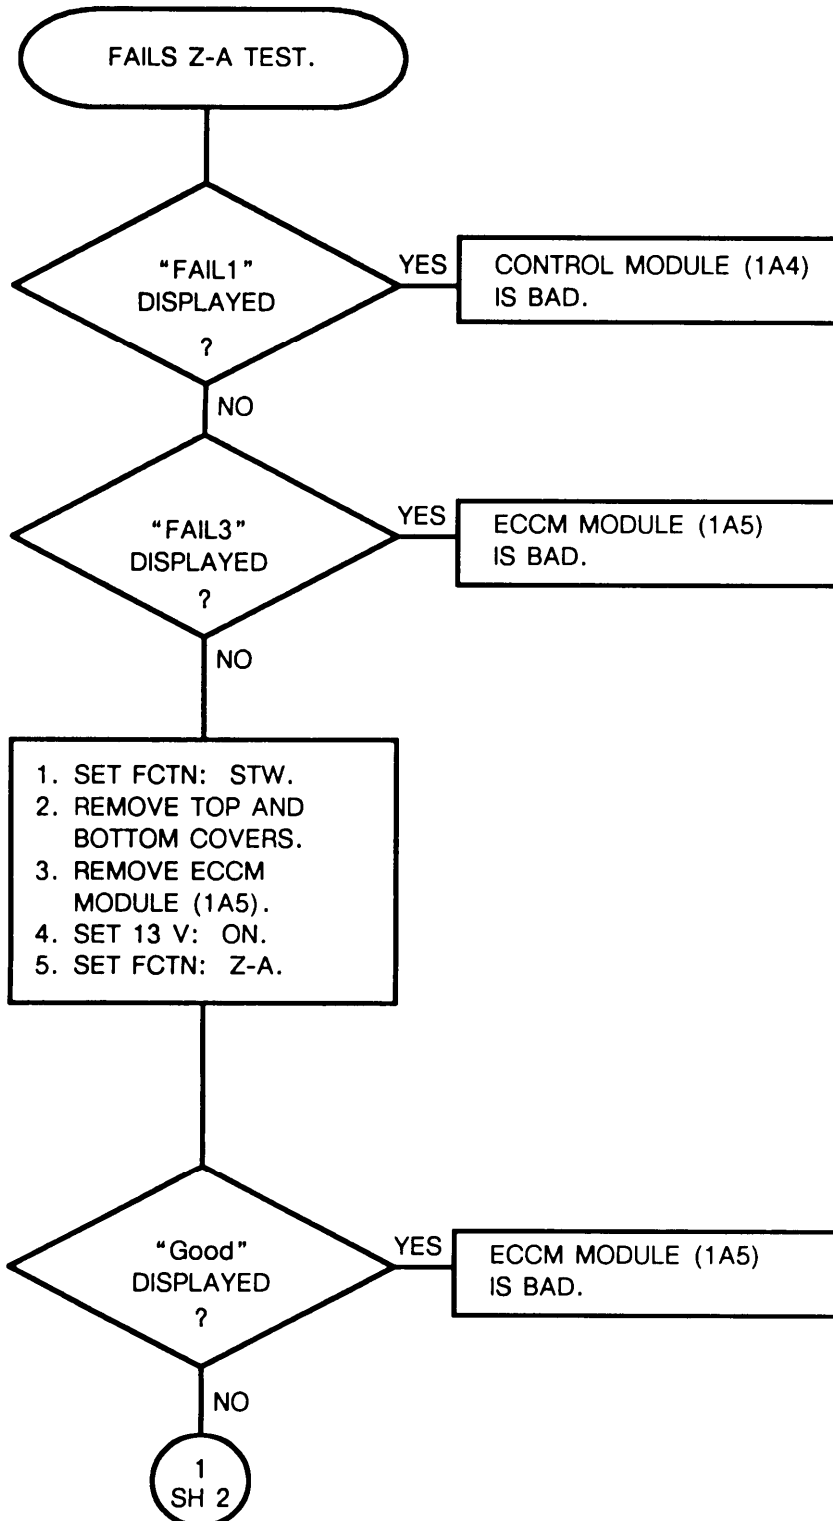 FAILS Z-A TEST.
“FAIL1”
DISPLAYED
?
YES
CONTROL MODULE (1A4)
IS BAD.
NO
“FAIL3”
DISPLAYED
?
YES
ECCM MODULE (1A5)
IS BAD.
NO
1. SET FCTN: STW.
2. REMOVE TOP AND
BOTTOM COVERS.
3. REMOVE ECCM
MODULE (1A5).
4. SET 13 V: ON.
5. SET FCTN: Z-A.
“Good”
DISPLAYED
?
YES
ECCM MODULE (1A5)
IS BAD.
NO
1
SH 2